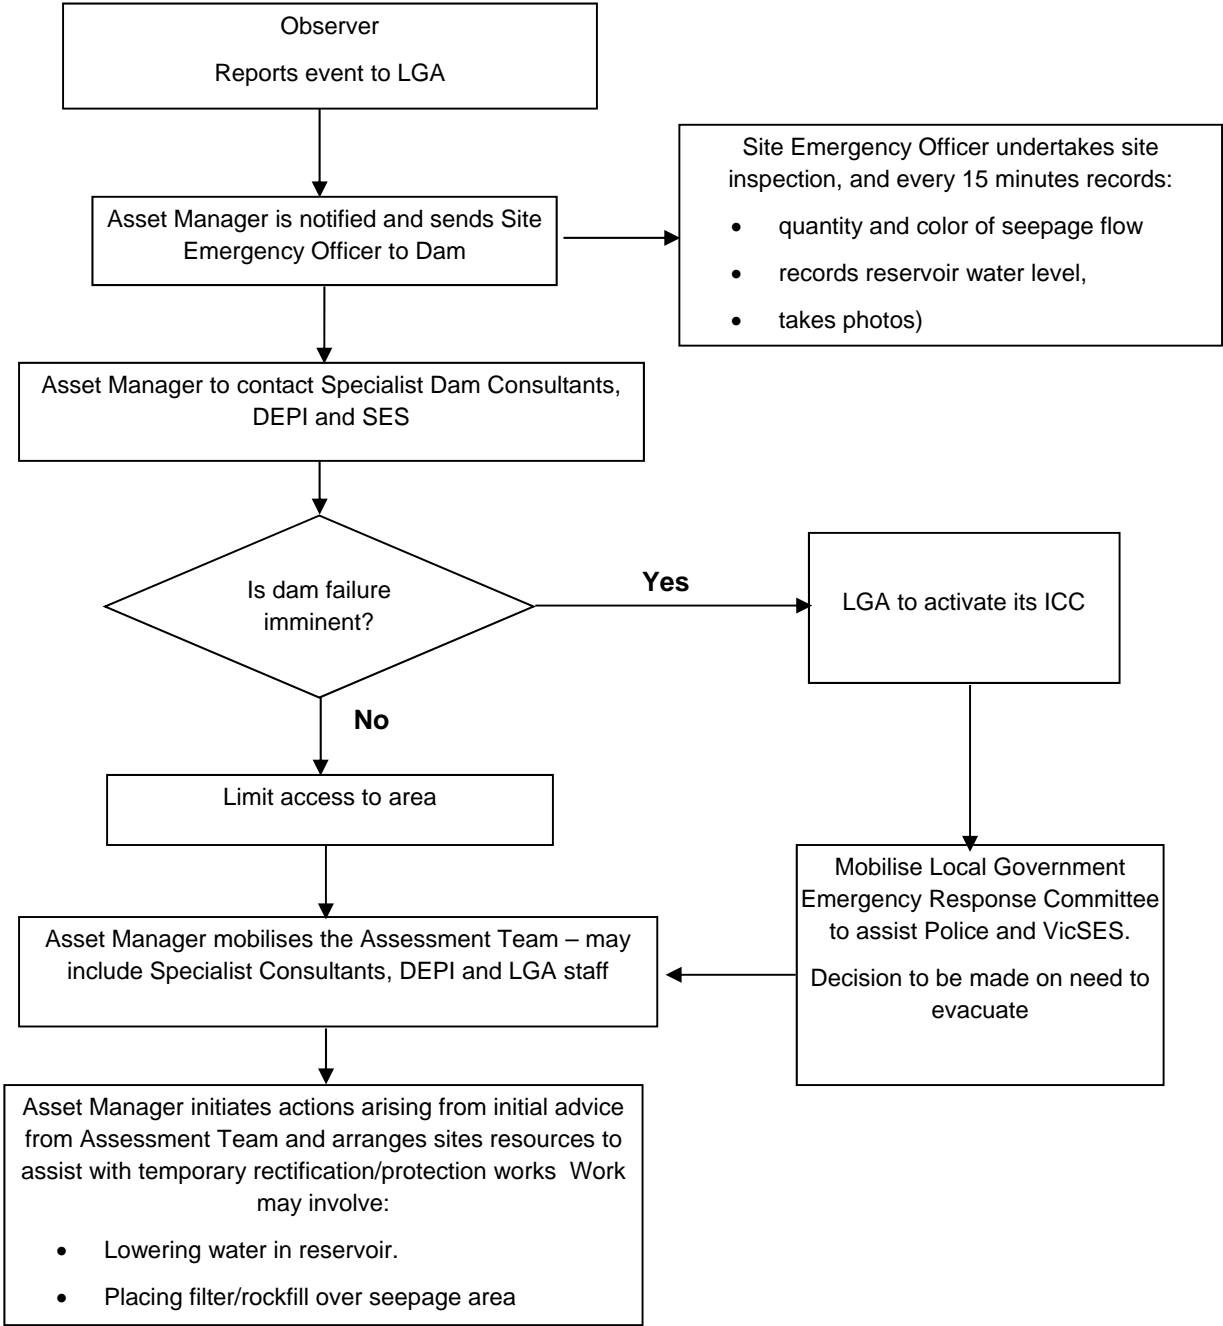 Observer
Reports event to LGA
Asset Manager is notified and sends Site
Emergency Officer to Dam
Site Emergency Officer undertakes site
inspection, and every 15 minutes records:
• quantity and color of seepage flow
• records reservoir water level,
• takes photos)
Asset Manager to contact Specialist Dam Consultants,
DEPI and SES
Is dam failure
imminent?
Yes
LGA to activate its ICC
No
Limit access to area
Mobilise Local Government
Emergency Response Committee
to assist Police and VicSES.
Decision to be made on need to
evacuate
Asset Manager mobilises the Assessment Team – may
include Specialist Consultants, DEPI and LGA staff
Asset Manager initiates actions arising from initial advice
from Assessment Team and arranges sites resources to
assist with temporary rectification/protection works  Work
may involve:
• Lowering water in reservoir.
• Placing filter/rockfill over seepage area